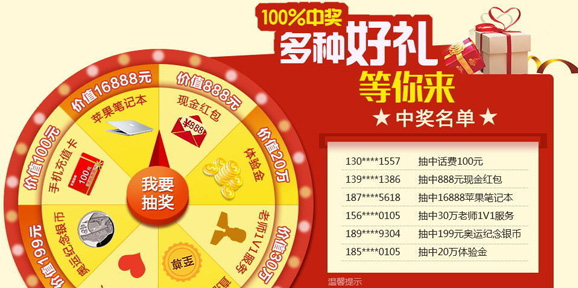 100%中奖
多种好礼
等你来
★ 中奖名单 ★
130****1557 抽中话费100元
139****1386 抽中888元现金红包
187****5618 抽中16888苹果笔记本
156****0105 抽中30万老师1V1服务
189****9304 抽中199元奥运纪念银币
185****0105 抽中20万体验金
温馨提示
价值16888元
苹果笔记本
价值888元
现金红包
¥888
价值20万
体验金
价值30万
老师1V1服务
价值100元
手机充值卡
100
价值199元
奥运纪念银币
我要
抽奖